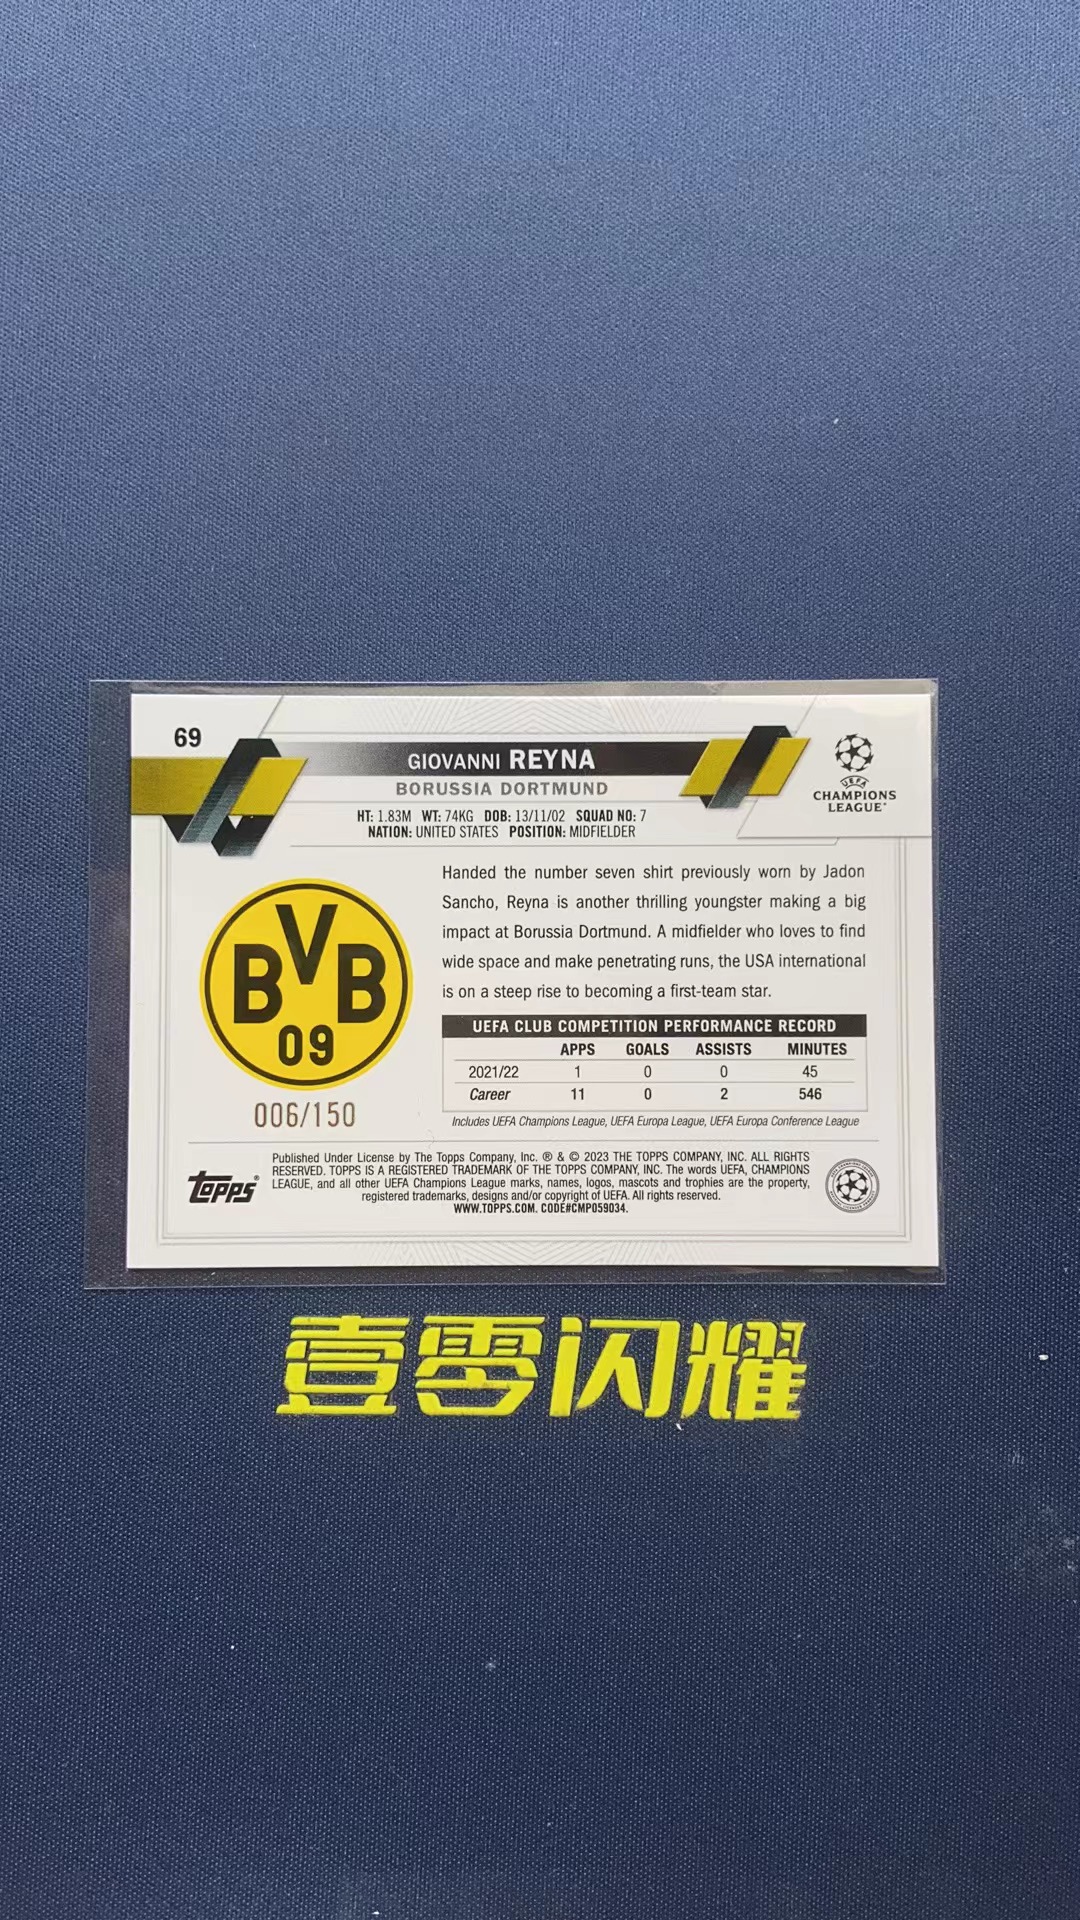 69
GIOVANNI REYNA
BORUSSIA DORTMUND
HT: 1.83M WT: 74KG DOB: 13/11/02 SQUAD NO: 7
NATION: UNITED STATES POSITION: MIDFIELDER
UEFA
CHAMPIONS
LEAGUE
Handed the number seven shirt previously worn by Jadon
Sancho, Reyna is another thrilling youngster making a big
impact at Borussia Dortmund. A midfielder who loves to find
wide space and make penetrating runs, the USA international
is on a steep rise to becoming a first-team star.
BVB
09
006/150
UEFA CLUB COMPETITION PERFORMANCE RECORD
APPS GOALS ASSISTS MINUTES
2021/22 1 0 0 45
Career 11 0 2 546
Includes UEFA Champions League, UEFA Europa League, UEFA Europa Conference League
topps®
Published Under License by The Topps Company, Inc. ® & © 2023 THE TOPPS COMPANY, INC. ALL RIGHTS
RESERVED. TOPPS IS A REGISTERED TRADEMARK OF THE TOPPS COMPANY, INC. The words UEFA, CHAMPIONS
LEAGUE, and all other UEFA Champions League marks, names, logos, mascots and trophies are the property,
registered trademarks, designs and/or copyright of UEFA. All rights reserved.
WWW.TOPPS.COM. CODE#CMP059034.
壹零闪耀